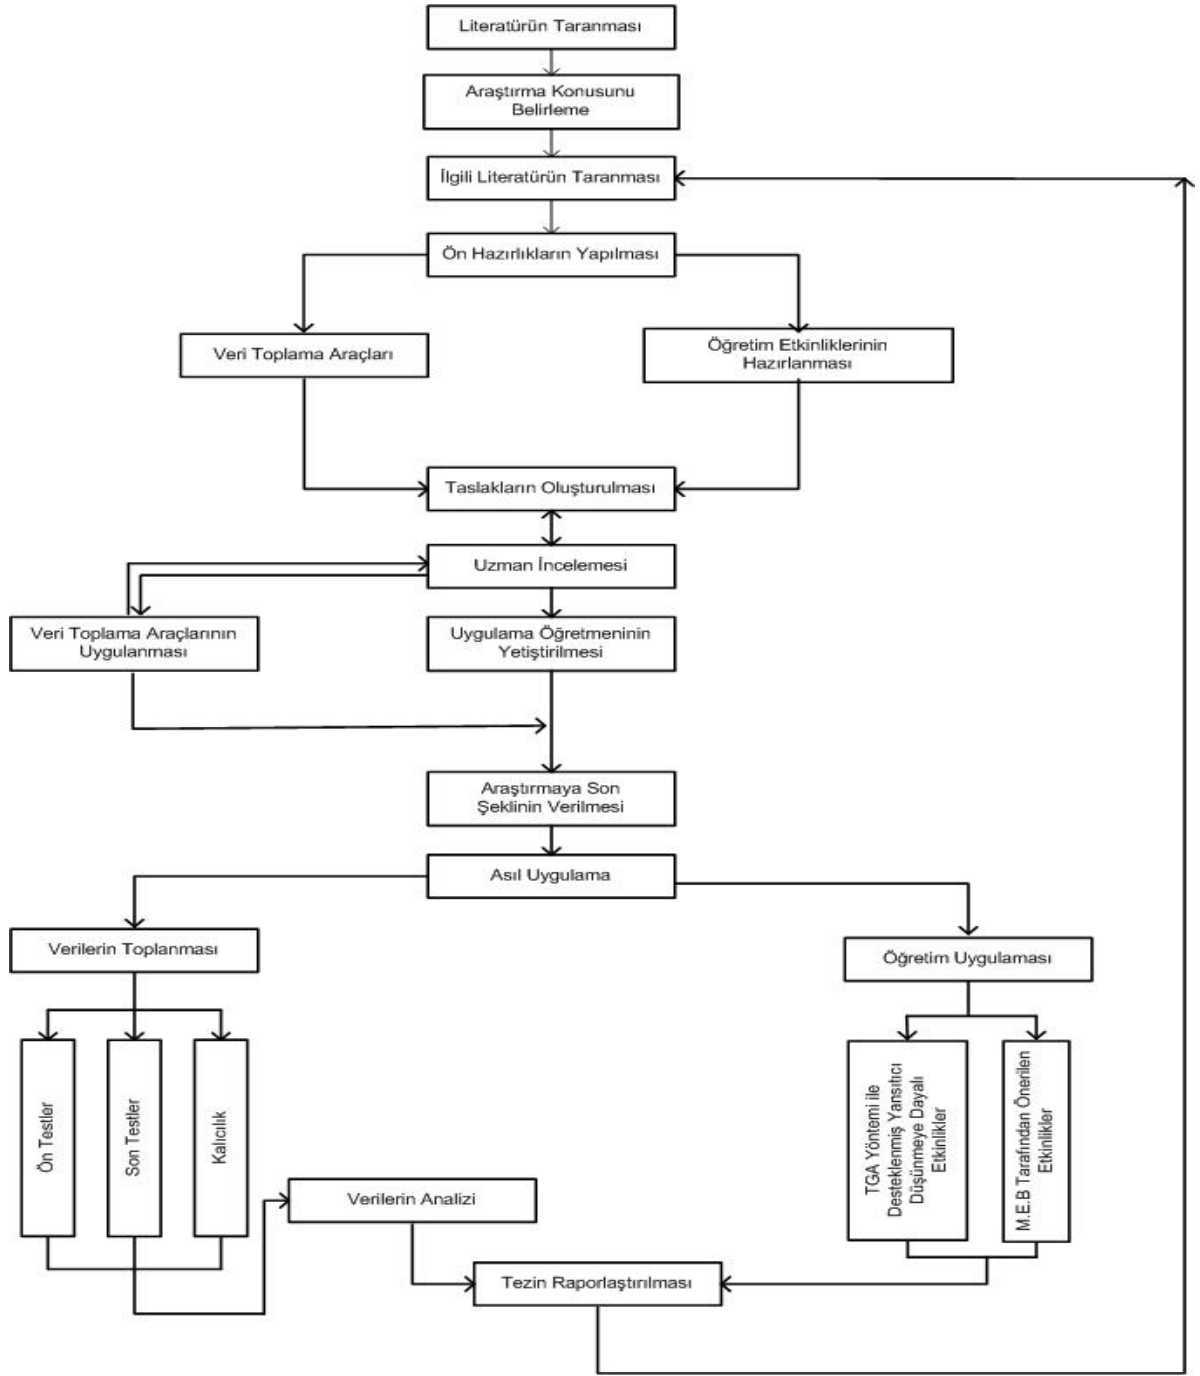 Literatürün Taranması
Araştırma Konusunu
Belirleme
İlgili Literatürün Taranması
Ön Hazırlıkların Yapılması
Veri Toplama Araçları
Öğretim Etkinliklerinin
Hazırlanması
Taslakların Oluşturulması
Uzman İncelemesi
Veri Toplama Araçlarının
Uygulanması
Uygulama Öğretmeninin
Yetiştirilmesi
Araştırmaya Son
Şeklinin Verilmesi
Asıl Uygulama
Verilerin Toplanması
Öğretim Uygulaması
Ön Testler
Son Testler
Kalıcılık
TGA Yöntemi ile
Desteklenmiş Yansıtıcı
Düşünmeye Dayalı
Etkinlikler
M.E.B Tarafından Önerilen
Etkinlikler
Verilerin Analizi
Tezin Raporlaştırılması